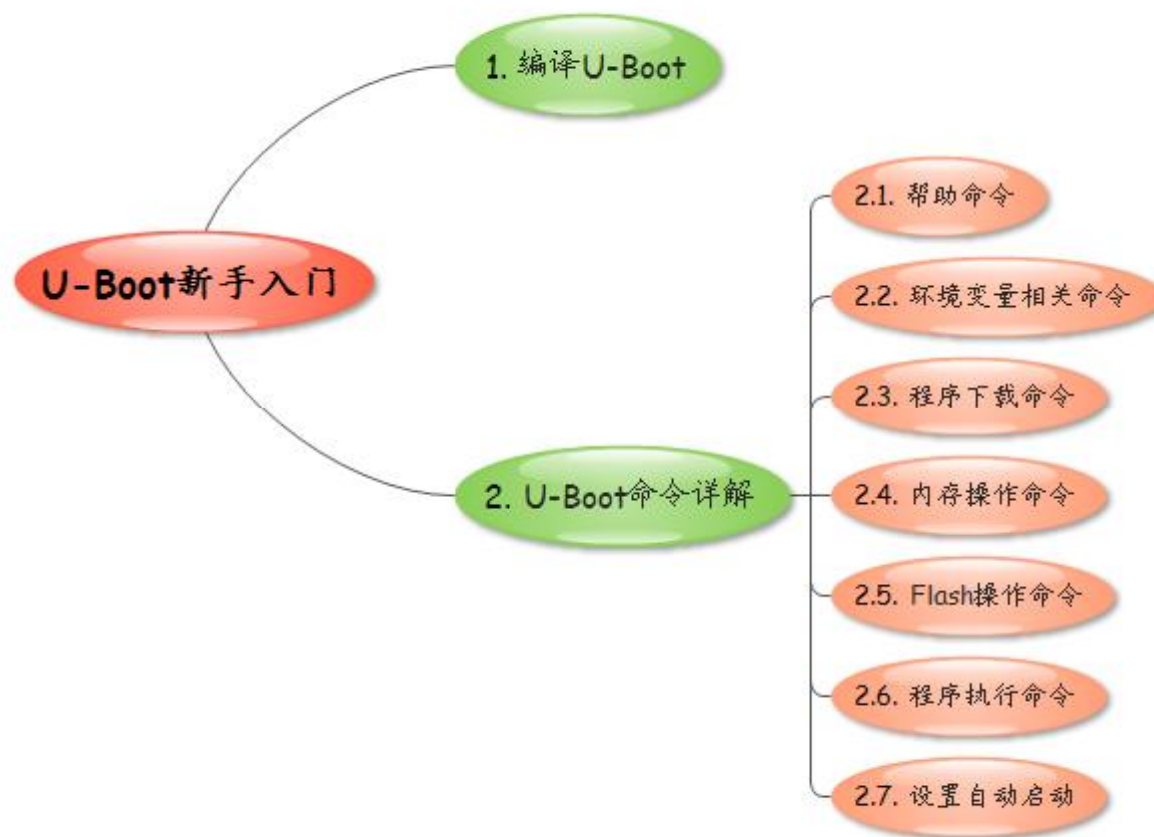 1. 编译U-Boot
2.1. 帮助命令
U-Boot新手入门
2.2. 环境变量相关命令
2.3. 程序下载命令
2.4. 内存操作命令
2. U-Boot命令详解
2.5. Flash操作命令
2.6. 程序执行命令
2.7. 设置自动启动